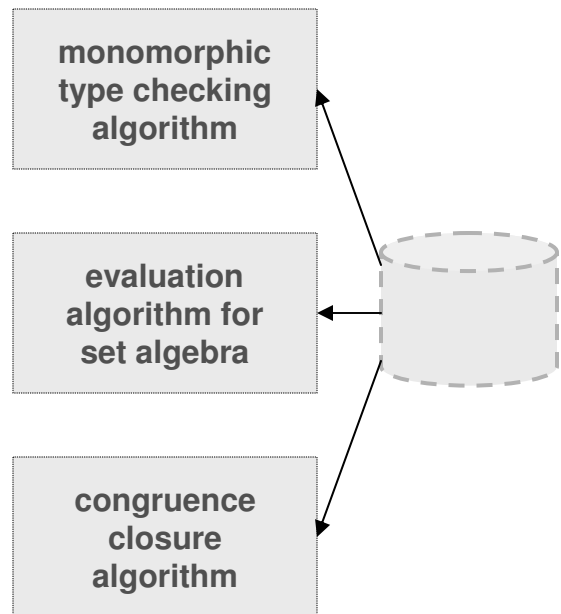 monomorphic
type checking
algorithm
evaluation
algorithm for
set algebra
congruence
closure
algorithm